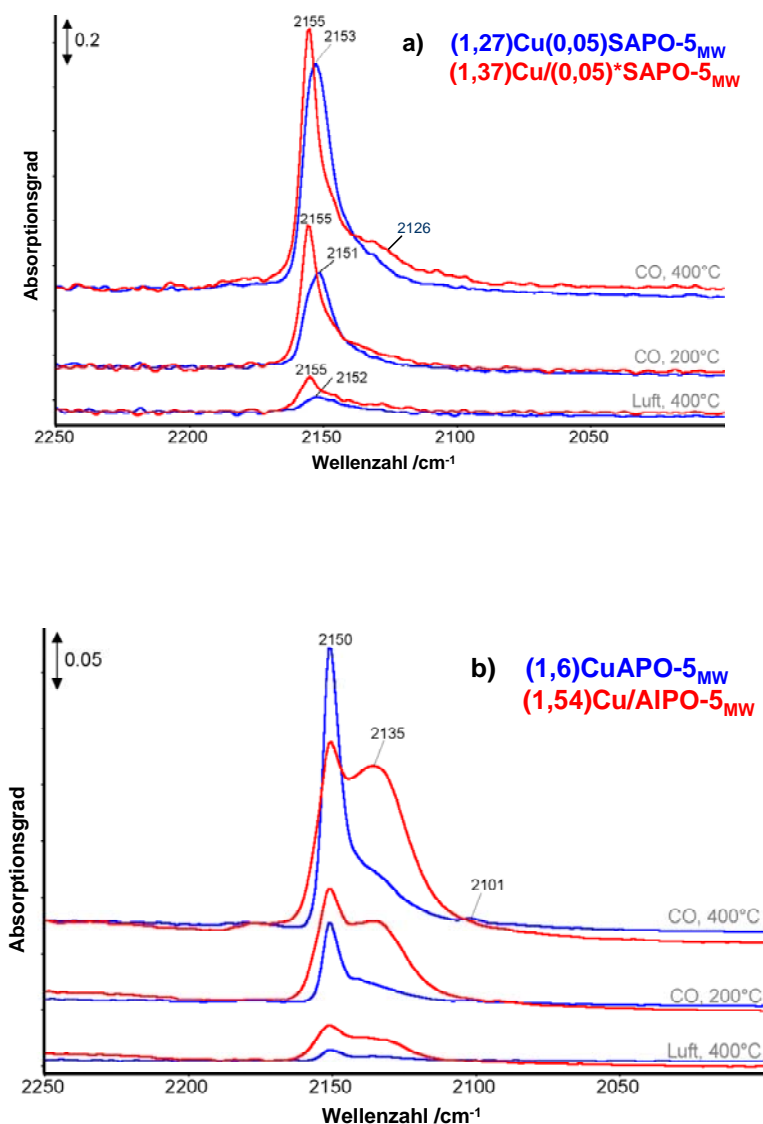 0.2
a) (1,27)Cu(0,05)SAPO-5MW
(1,37)Cu/(0,05)*SAPO-5MW
2155
2153
2126
CO, 400°C
2155
2151
CO, 200°C
2155
2152
Luft, 400°C
Absorptionsgrad
2250 2200 2150 2100 2050
Wellenzahl /cm-1
0.05
b) (1,6)CuAPO-5MW
(1,54)Cu/AlPO-5MW
2150
2135
2101
CO, 400°C
CO, 200°C
Luft, 400°C
Absorptionsgrad
2250 2200 2150 2100 2050
Wellenzahl /cm-1